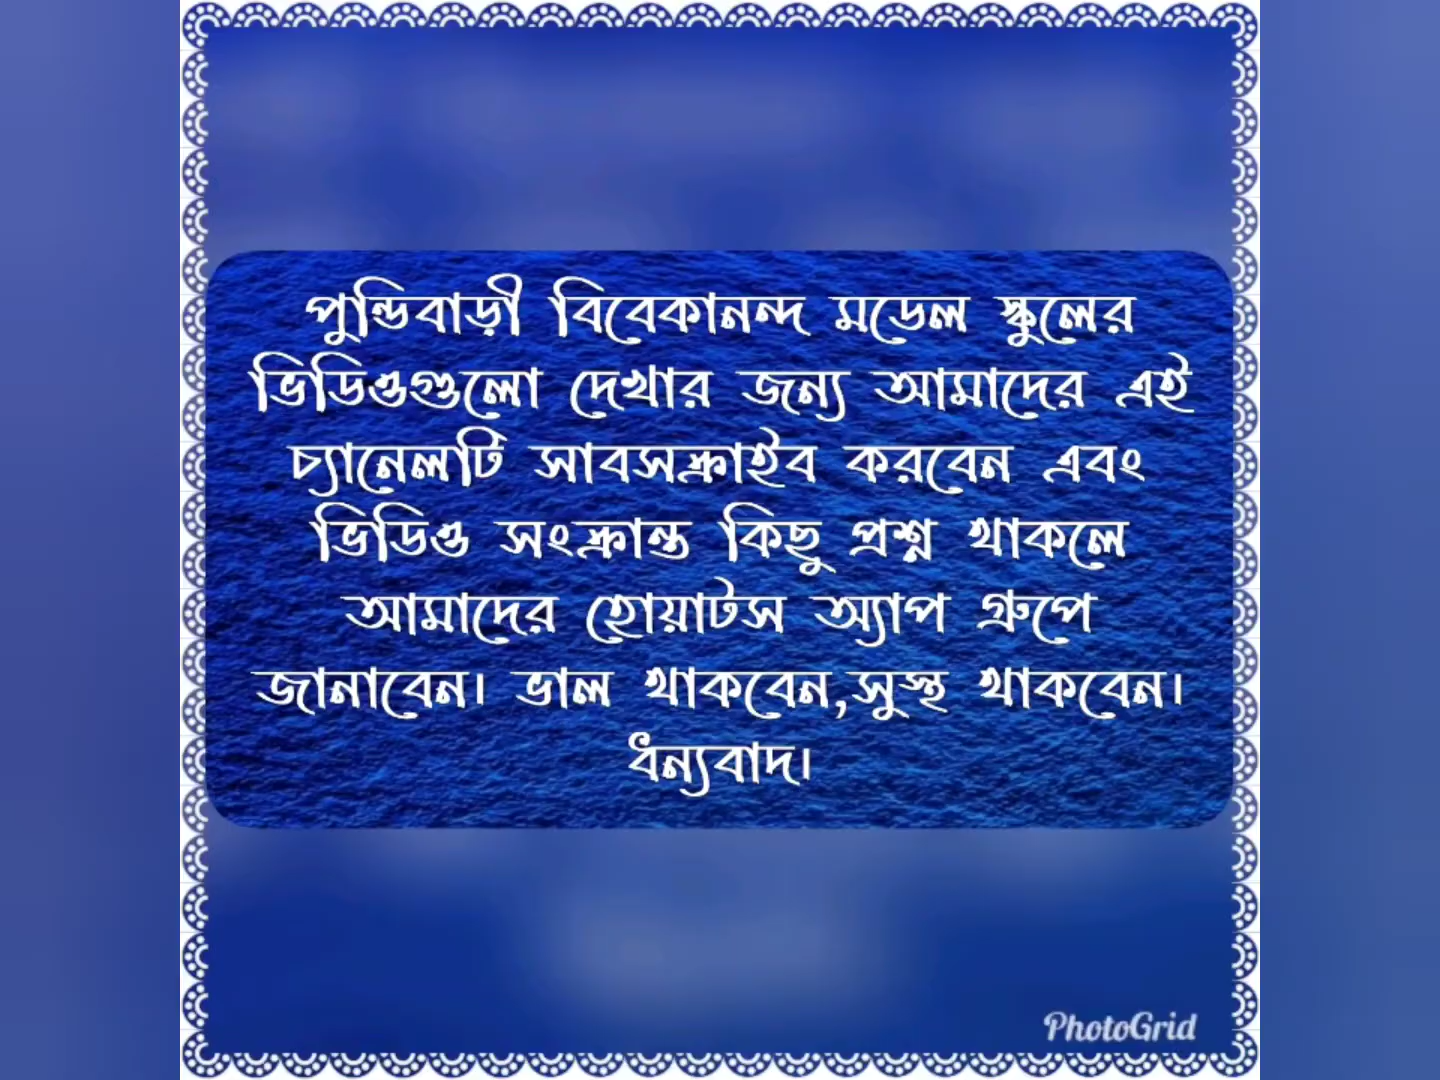 পুন্ডিবাড়ী বিবেকানন্দ মডেল স্কুলের
ভিডিওগুলো দেখার জন্য আমাদের এই
চ্যানেলটি সাবসক্রাইব করবেন এবং
ভিডিও সংক্রান্ত কিছু প্রশ্ন থাকলে
আমাদের হোয়াটস অ্যাপ গ্রুপে
জানাবেন। ভাল থাকবেন,সুস্থ থাকবেন।
ধন্যবাদ।
PhotoGrid